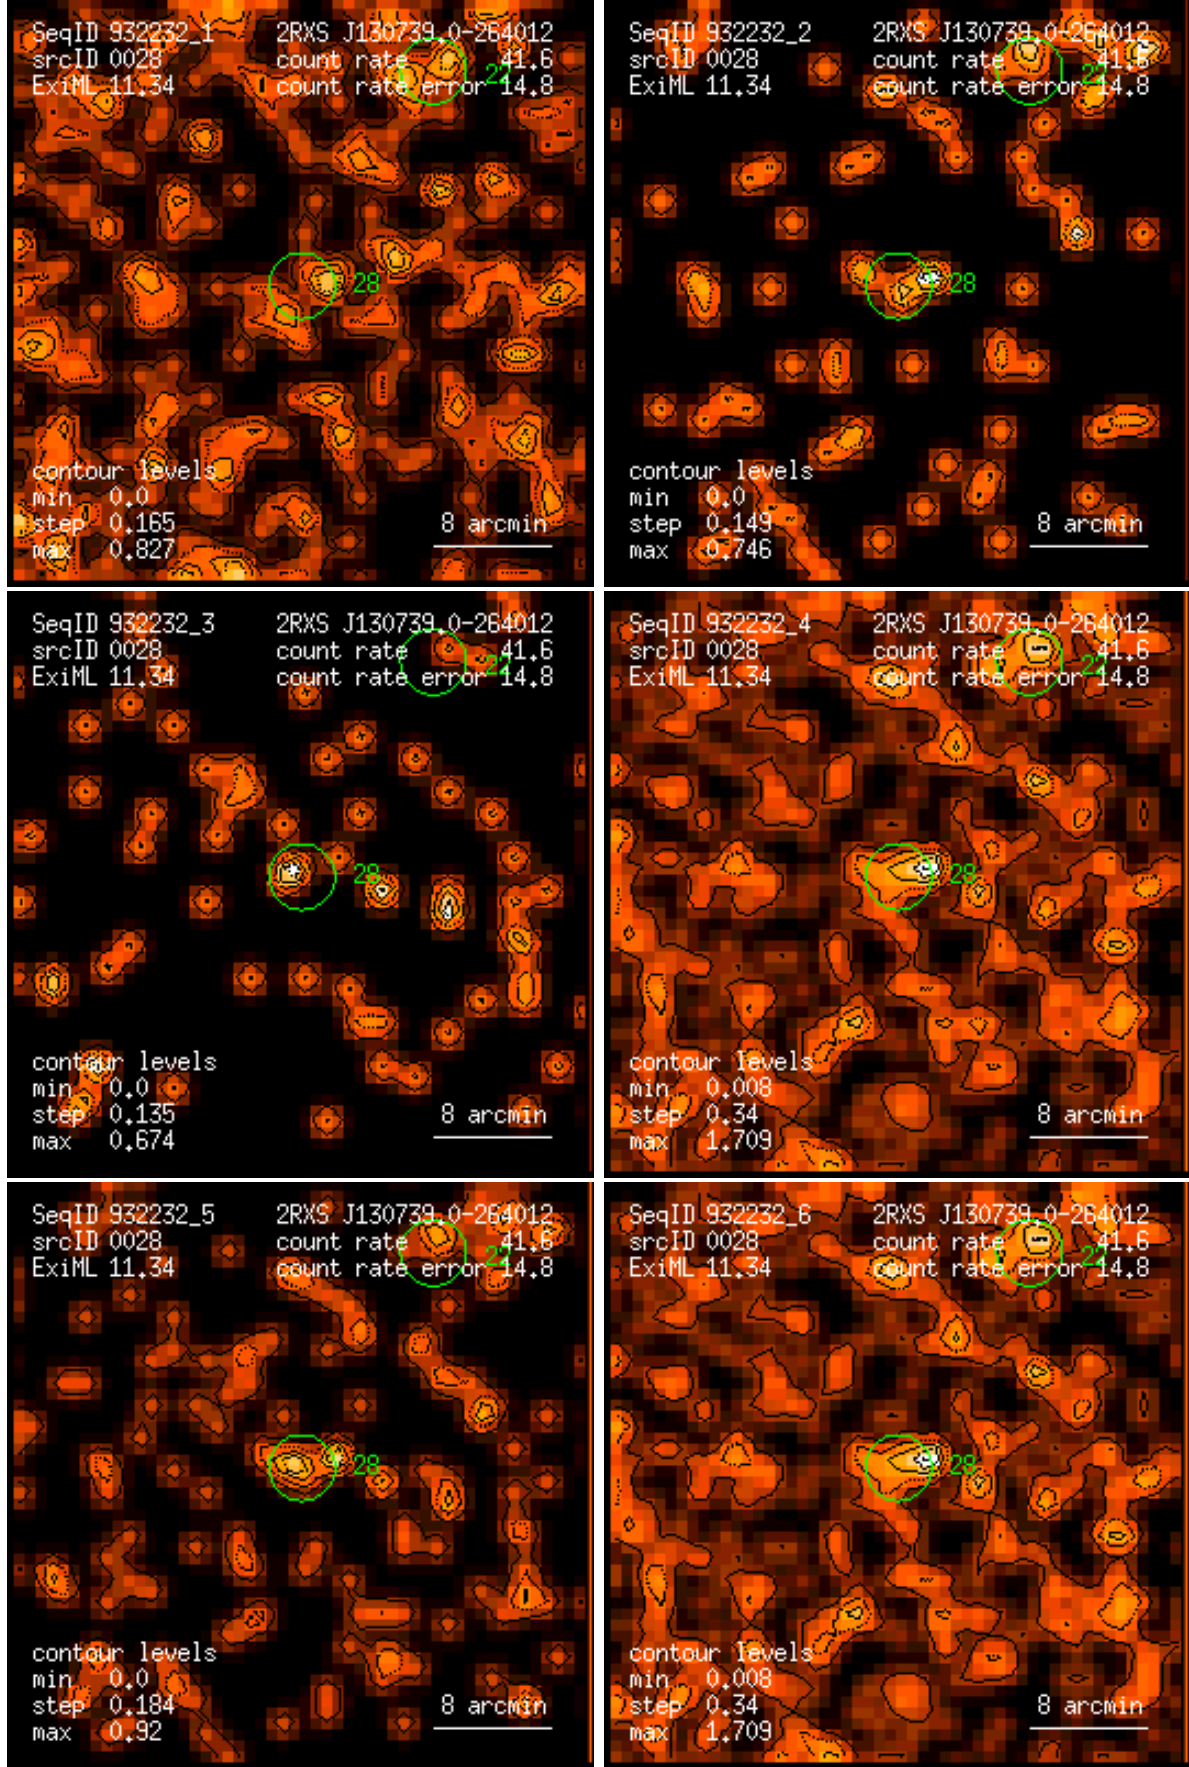 SeqID 932232_1 2RXS J130739.0-264012
srcID 0028 count rate 41.6
ExiML 11.34 count rate error 14.8
22
28
contour levels
min 0.0
step 0.165
max 0.827
8 arcmin
SeqID 932232_2 2RXS J130739.0-264012
srcID 0028 count rate 41.6
ExiML 11.34 count rate error 14.8
22
28
contour levels
min 0.0
step 0.149
max 0.746
8 arcmin
SeqID 932232_3 2RXS J130739.0-264012
srcID 0028 count rate 41.6
ExiML 11.34 count rate error 14.8
22
28
contour levels
min 0.0
step 0.135
max 0.674
8 arcmin
SeqID 932232_4 2RXS J130739.0-264012
srcID 0028 count rate 41.6
ExiML 11.34 count rate error 14.8
22
28
contour levels
min 0.008
step 0.34
max 1.709
8 arcmin
SeqID 932232_5 2RXS J130739.0-264012
srcID 0028 count rate 41.6
ExiML 11.34 count rate error 14.8
22
28
contour levels
min 0.0
step 0.184
max 0.92
8 arcmin
SeqID 932232_6 2RXS J130739.0-264012
srcID 0028 count rate 41.6
ExiML 11.34 count rate error 14.8
22
28
contour levels
min 0.008
step 0.34
max 1.709
8 arcmin